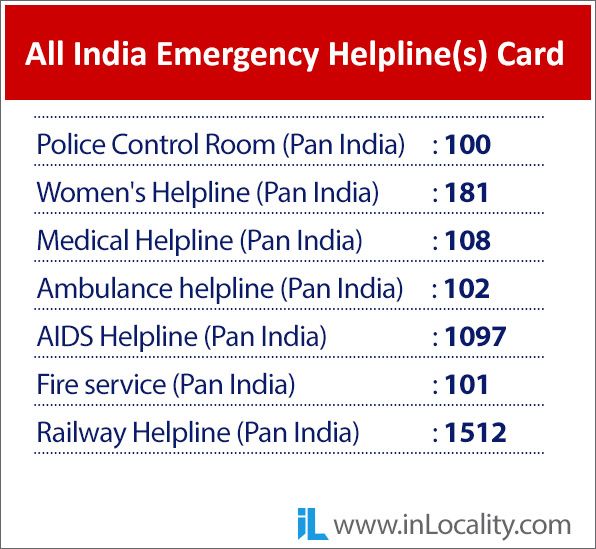 All India Emergency Helpline(s) Card
Police Control Room (Pan India) : 100
Women's Helpline (Pan India) : 181
Medical Helpline (Pan India) : 108
Ambulance helpline (Pan India) : 102
AIDS Helpline (Pan India) : 1097
Fire service (Pan India) : 101
Railway Helpline (Pan India) : 1512
iL www.inLocality.com